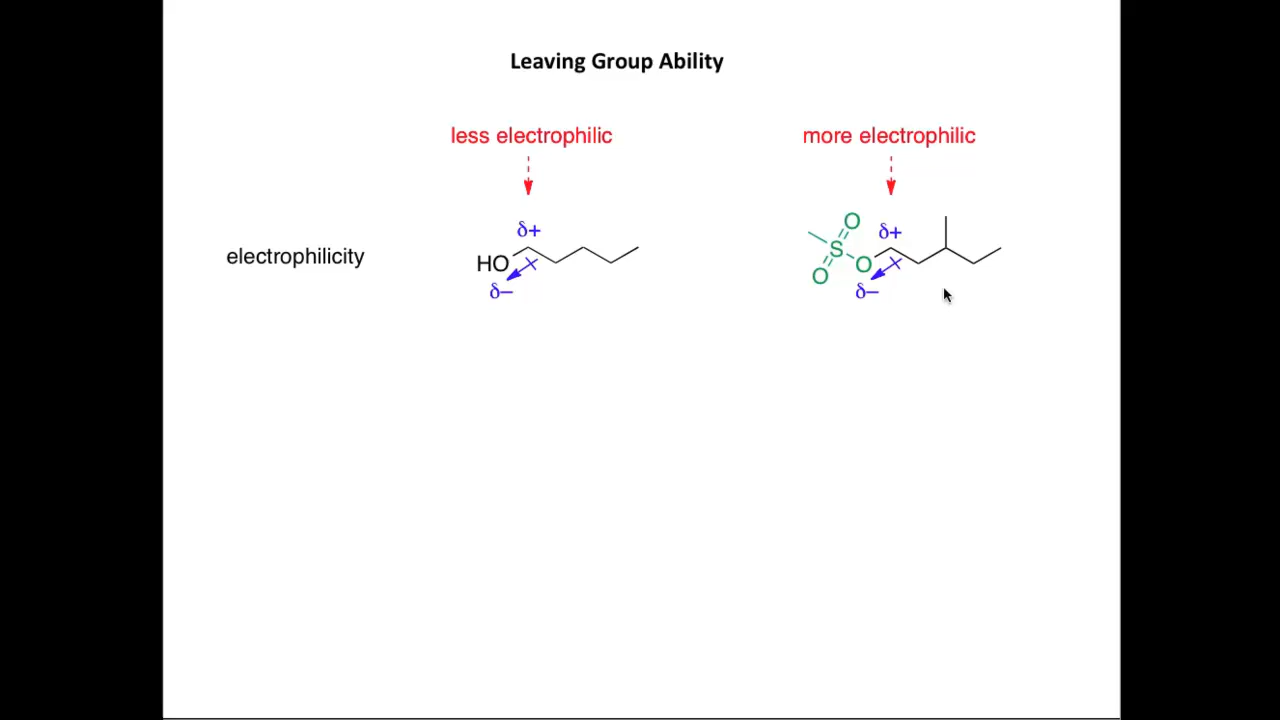 Leaving Group Ability
less electrophilic
more electrophilic
electrophilicity
δ+
HO
δ−
O
S
O
O
δ+
δ−